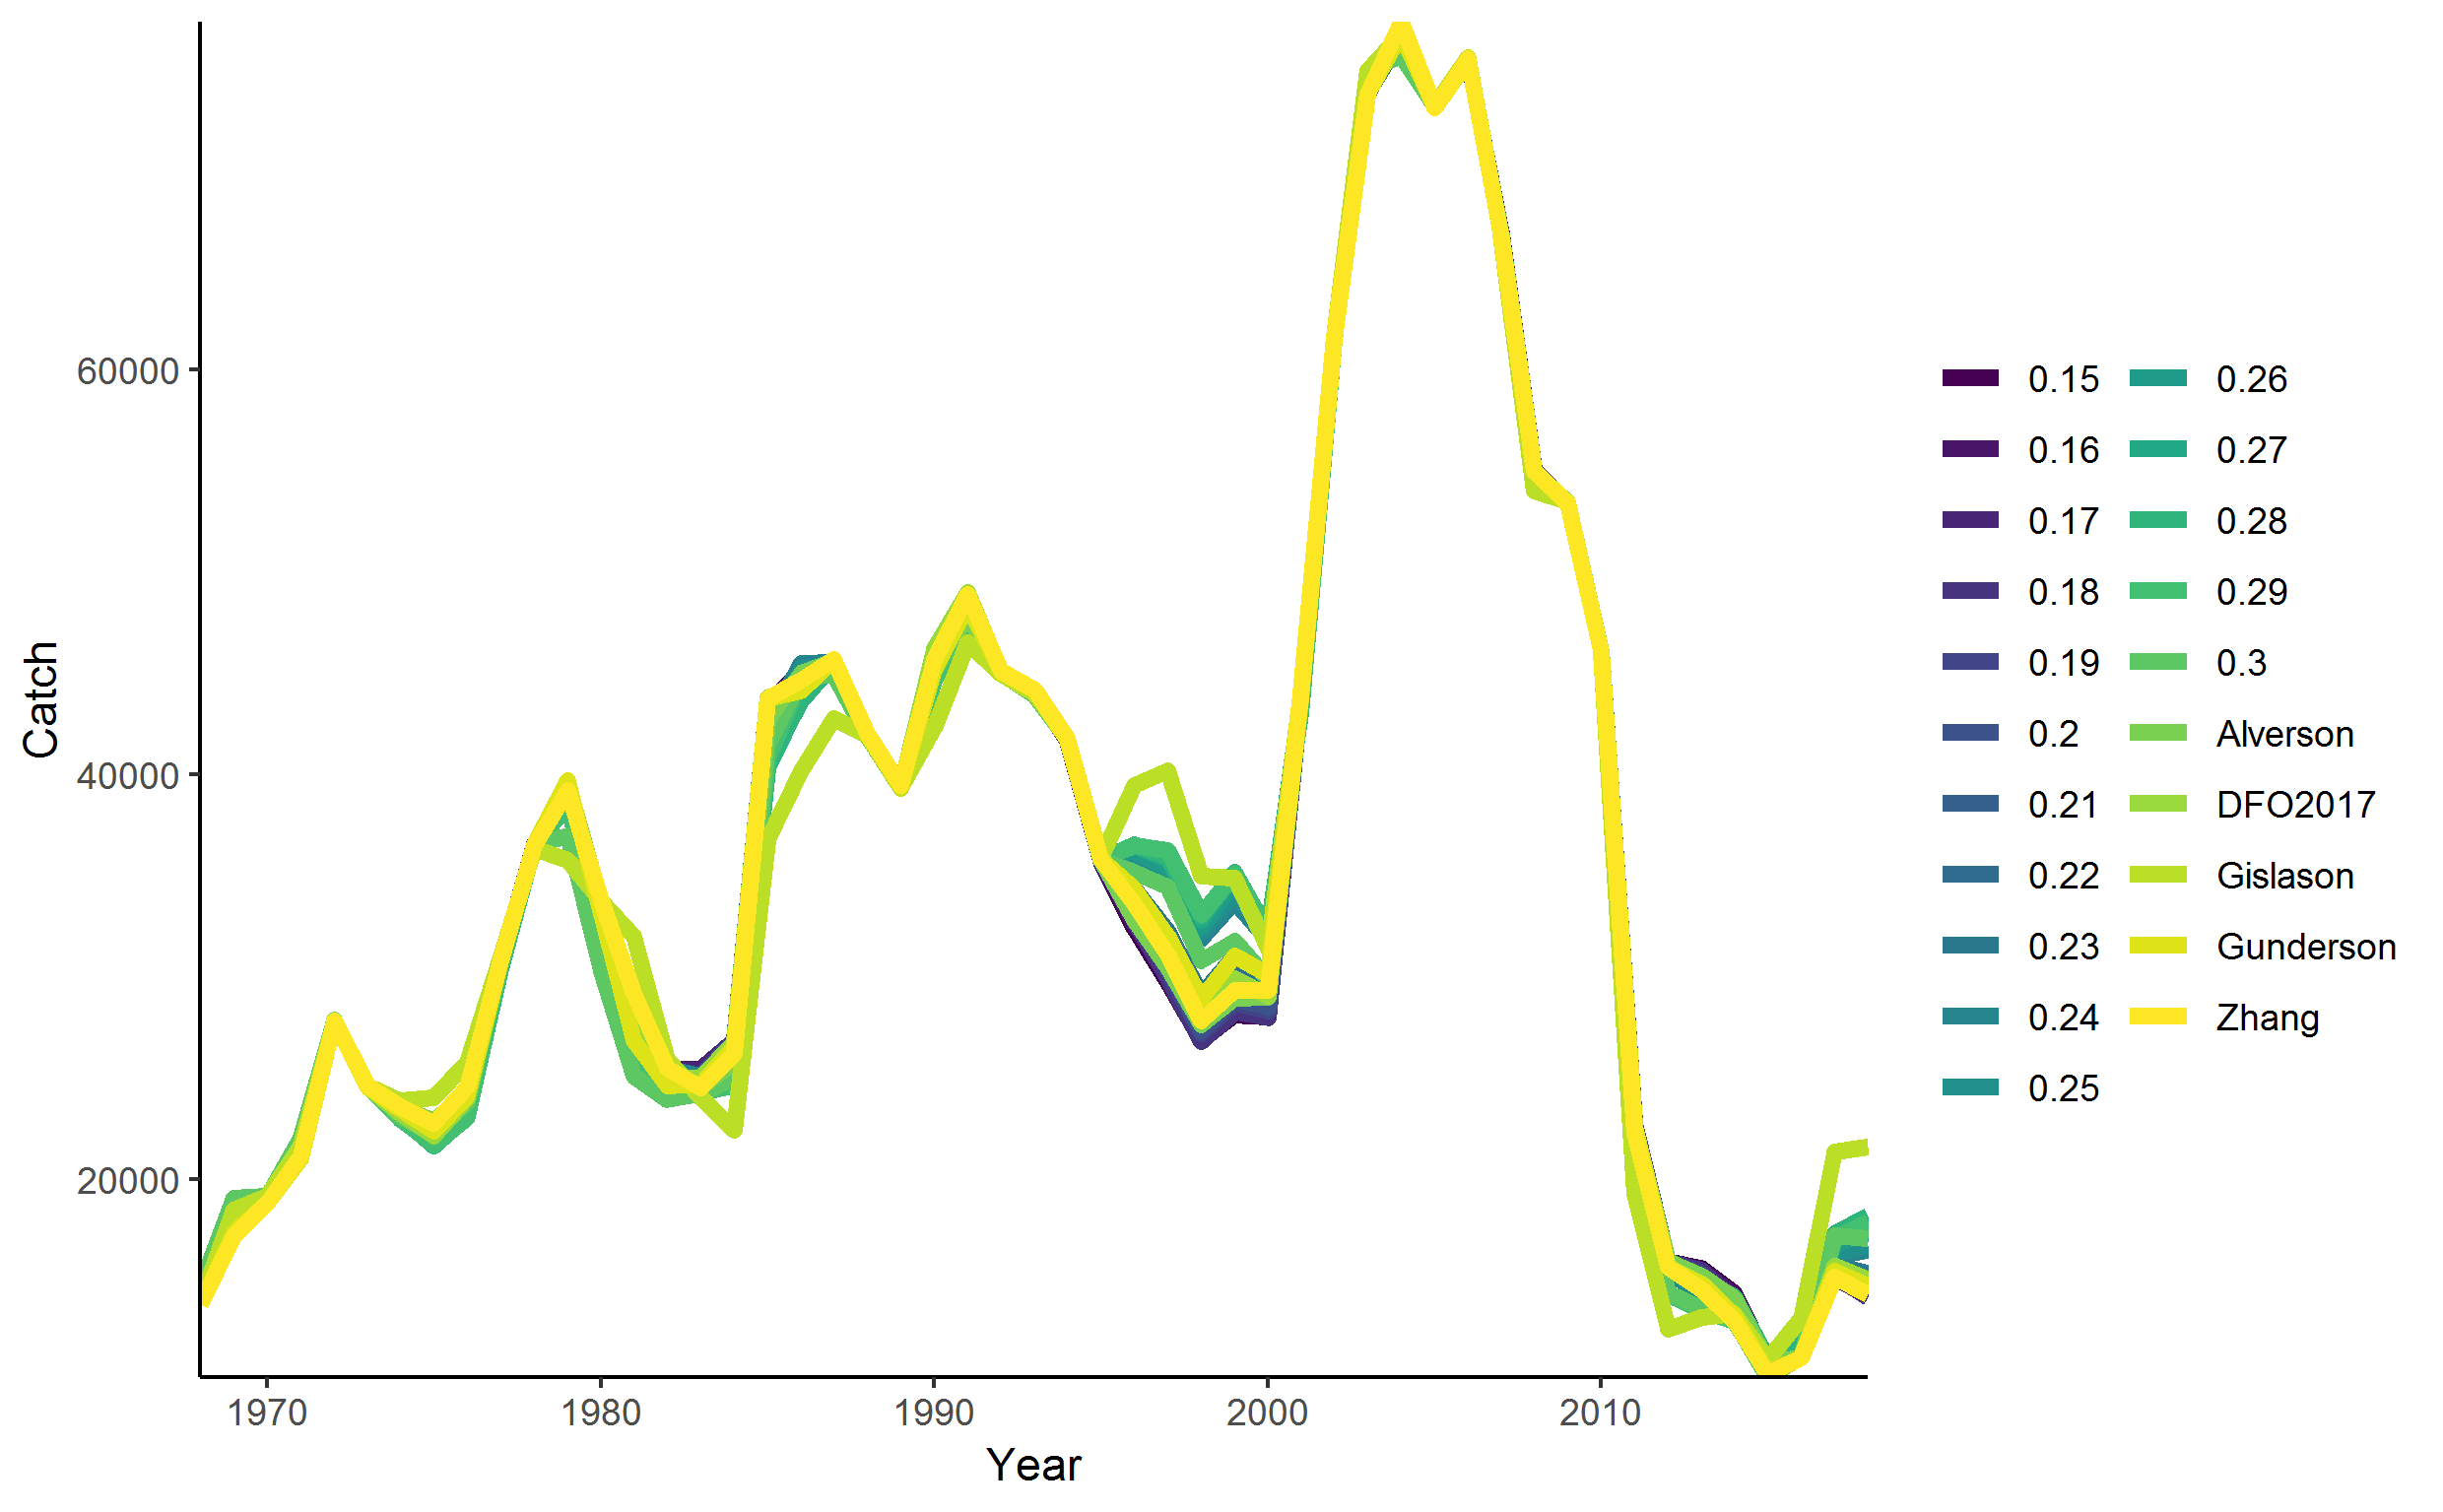 Catch
60000
40000
20000
1970 1980 1990 2000 2010
Year
0.15 0.26
0.16 0.27
0.17 0.28
0.18 0.29
0.19 0.3
0.2 Alverson
0.21 DFO2017
0.22 Gislason
0.23 Gunderson
0.24 Zhang
0.25